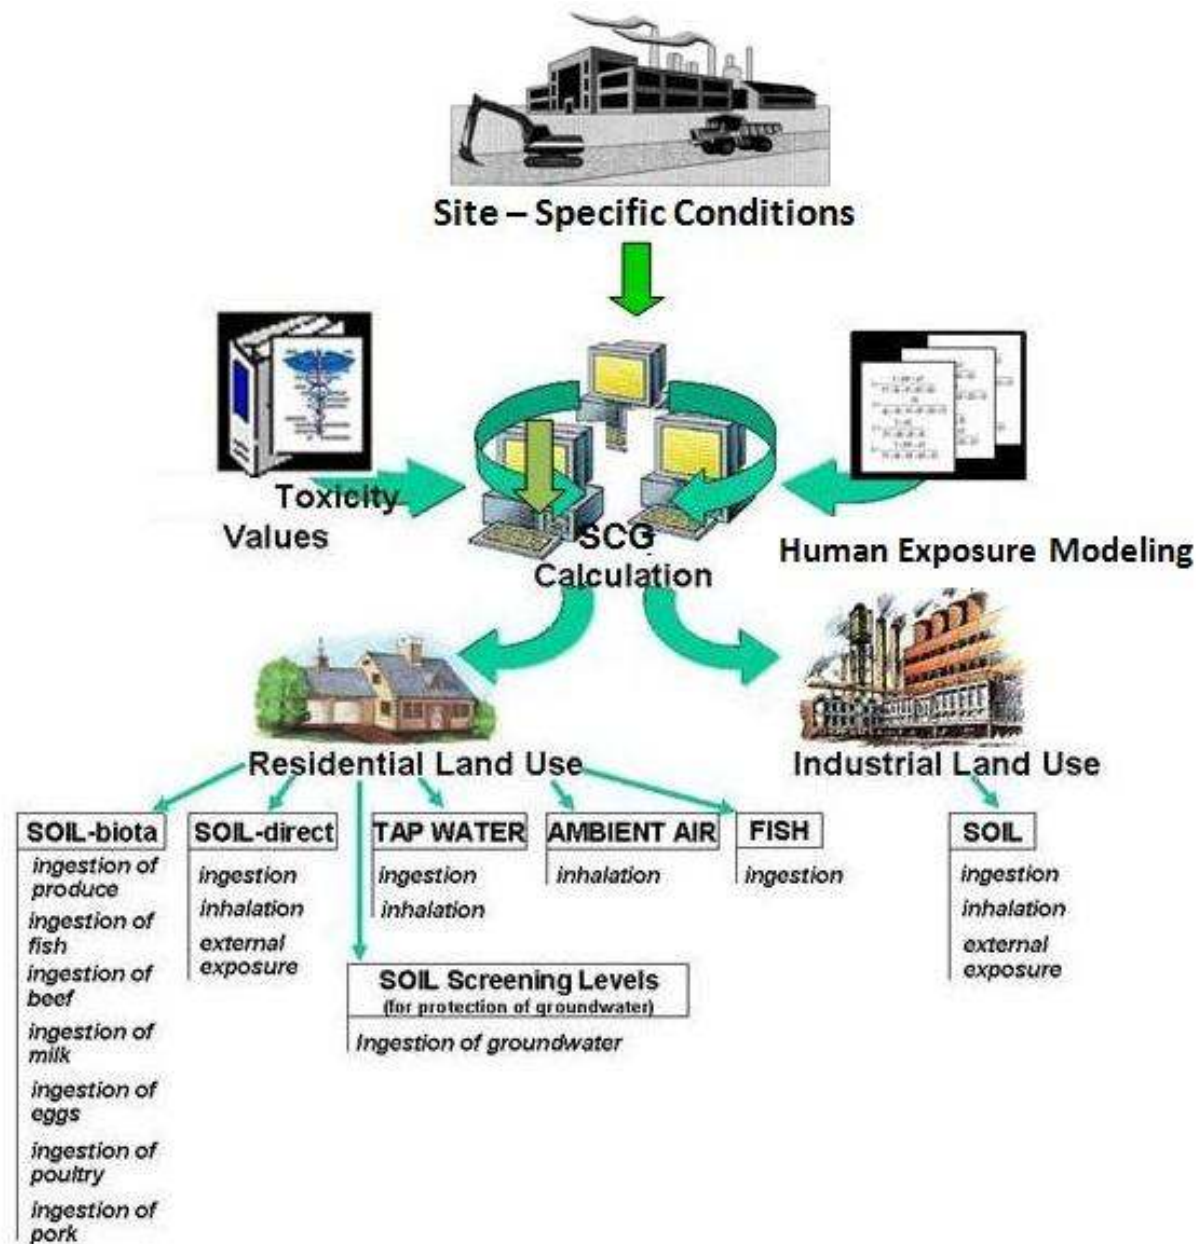 Site – Specific Conditions
Toxicity
Values
SCG
Calculation
Human Exposure Modeling
Residential Land Use
Industrial Land Use
SOIL-biota
ingestion of
produce
ingestion of
fish
ingestion of
beef
ingestion of
milk
ingestion of
eggs
ingestion of
poultry
ingestion of
pork
SOIL-direct
ingestion
inhalation
external
exposure
TAP WATER
ingestion
inhalation
AMBIENT AIR
inhalation
FISH
ingestion
SOIL Screening Levels
(for protection of groundwater)
Ingestion of groundwater
SOIL
ingestion
inhalation
external
exposure